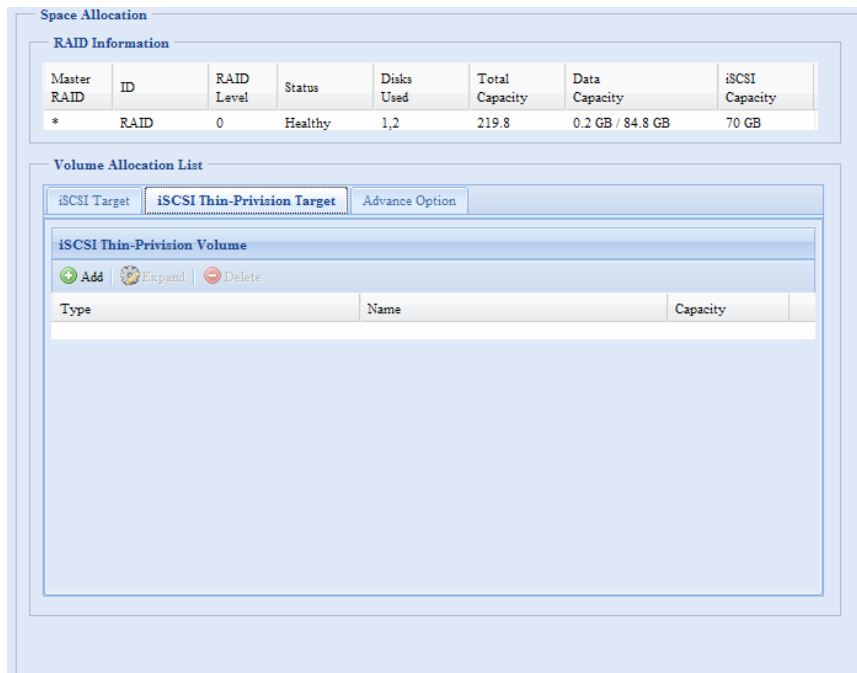 Space Allocation
RAID Information
Master RAID ID RAID Level Status Disks Used Total Capacity Data Capacity iSCSI Capacity
* RAID 0 Healthy 1,2 219.8 0.2 GB / 84.8 GB 70 GB
Volume Allocation List
iSCSI Target iSCSI Thin-Privision Target Advance Option
iSCSI Thin-Privision Volume
Add Expand Delete
Type Name Capacity